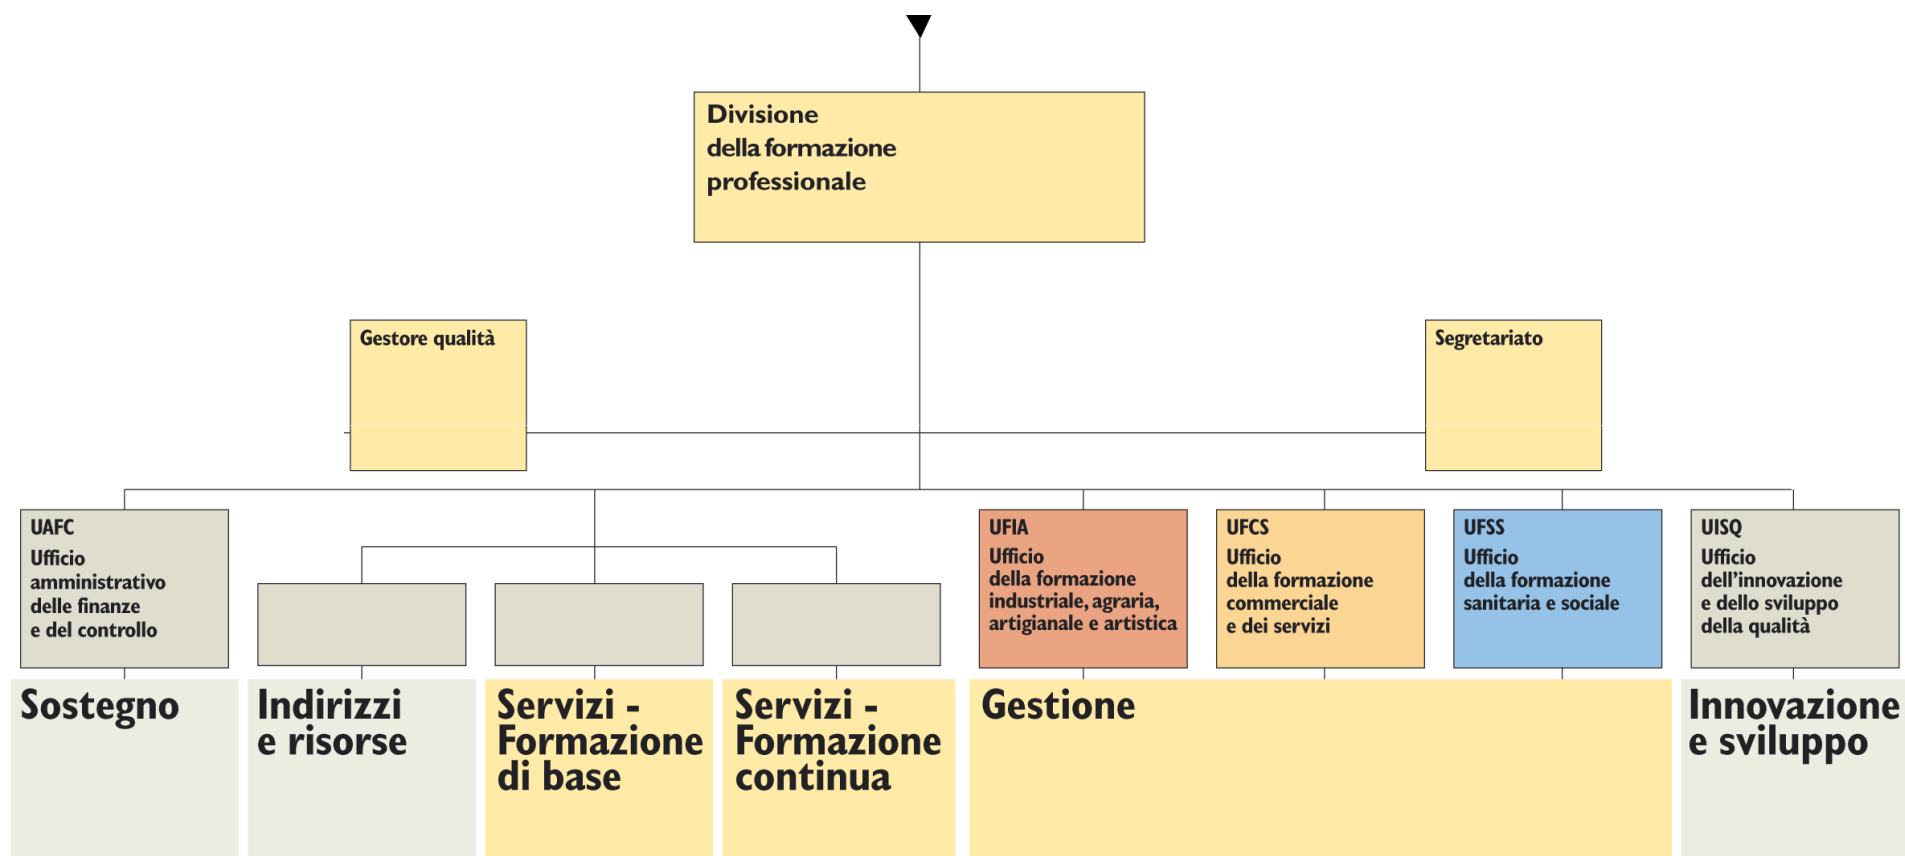 Divisione
della formazione
professionale
Gestore qualità
Segretariato
UAFC
Ufficio
amministrativo
delle finanze
e del controllo
UFIA
Ufficio
della formazione
industriale, agraria,
artigianale e artistica
UFCS
Ufficio
della formazione
commerciale
e dei servizi
UFSS
Ufficio
della formazione
sanitaria e sociale
UISQ
Ufficio
dell’innovazione
e dello sviluppo
della qualità
Sostegno
Indirizzi
e risorse
Servizi -
Formazione
di base
Servizi -
Formazione
continua
Gestione
Innovazione
e sviluppo